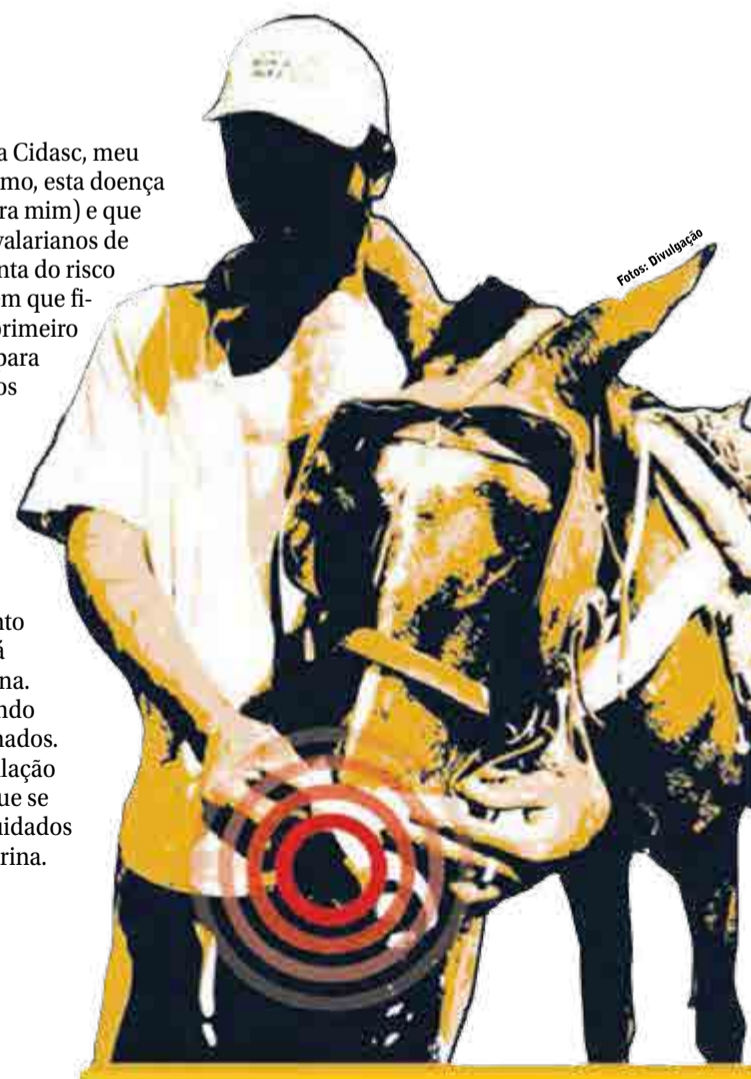 a Cidasc, meu
mo, esta doença
ra mim) e que
valarianos de
nta do risco
m que fi-
primeiro
para
os
nto
á
na.
ndo
nados.
lação
ue se
uidados
rina.
Fotos: Divulgação